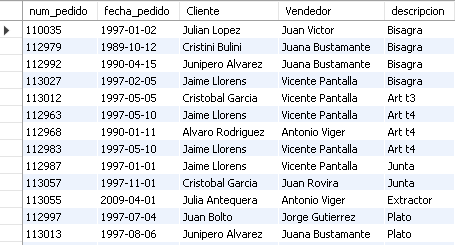 num_pedido fecha_pedido Cliente Vendedor descripcion
110035 1997-01-02 Julian Lopez Juan Victor Bisagra
112979 1989-10-12 Cristini Bulini Juana Bustamante Bisagra
112992 1990-04-15 Junipero Alvarez Juana Bustamante Bisagra
113027 1997-02-05 Jaime Llorens Vicente Pantalla Bisagra
113012 1997-05-05 Cristobal Garcia Vicente Pantalla Art t3
112963 1997-05-10 Jaime Llorens Vicente Pantalla Art t4
112968 1990-01-11 Alvaro Rodriguez Antonio Viger Art t4
112983 1997-05-10 Jaime Llorens Vicente Pantalla Art t4
112987 1997-01-01 Jaime Llorens Vicente Pantalla Junta
113057 1997-11-01 Cristobal Garcia Juan Rovira Junta
113055 2009-04-01 Julia Antequera Antonio Viger Extractor
112997 1997-07-04 Juan Bolto Jorge Gutierrez Plato
113013 1997-08-06 Junipero Alvarez Juana Bustamante Plato